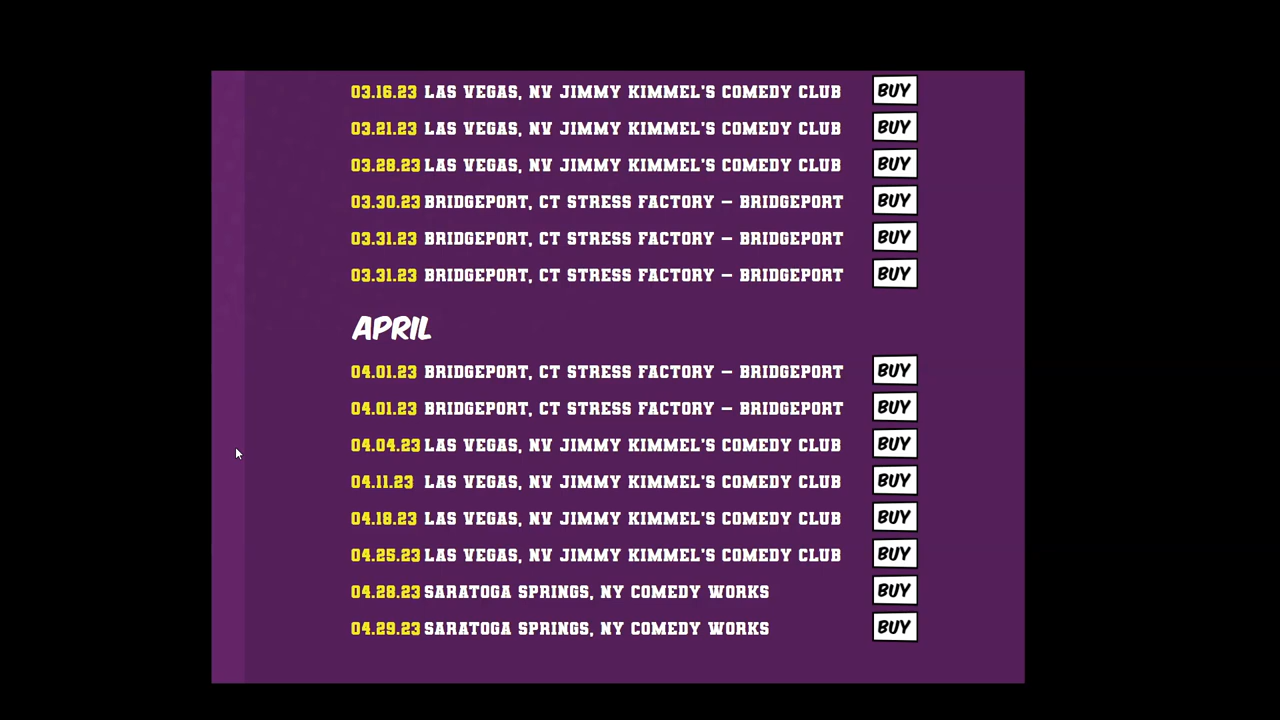 03.16.23 LAS VEGAS, NV JIMMY KIMMEL'S COMEDY CLUB BUY
03.21.23 LAS VEGAS, NV JIMMY KIMMEL'S COMEDY CLUB BUY
03.28.23 LAS VEGAS, NV JIMMY KIMMEL'S COMEDY CLUB BUY
03.30.23 BRIDGEPORT, CT STRESS FACTORY – BRIDGEPORT BUY
03.31.23 BRIDGEPORT, CT STRESS FACTORY – BRIDGEPORT BUY
03.31.23 BRIDGEPORT, CT STRESS FACTORY – BRIDGEPORT BUY
APRIL
04.01.23 BRIDGEPORT, CT STRESS FACTORY – BRIDGEPORT BUY
04.01.23 BRIDGEPORT, CT STRESS FACTORY – BRIDGEPORT BUY
04.04.23 LAS VEGAS, NV JIMMY KIMMEL'S COMEDY CLUB BUY
04.11.23 LAS VEGAS, NV JIMMY KIMMEL'S COMEDY CLUB BUY
04.18.23 LAS VEGAS, NV JIMMY KIMMEL'S COMEDY CLUB BUY
04.25.23 LAS VEGAS, NV JIMMY KIMMEL'S COMEDY CLUB BUY
04.28.23 SARATOGA SPRINGS, NY COMEDY WORKS BUY
04.29.23 SARATOGA SPRINGS, NY COMEDY WORKS BUY